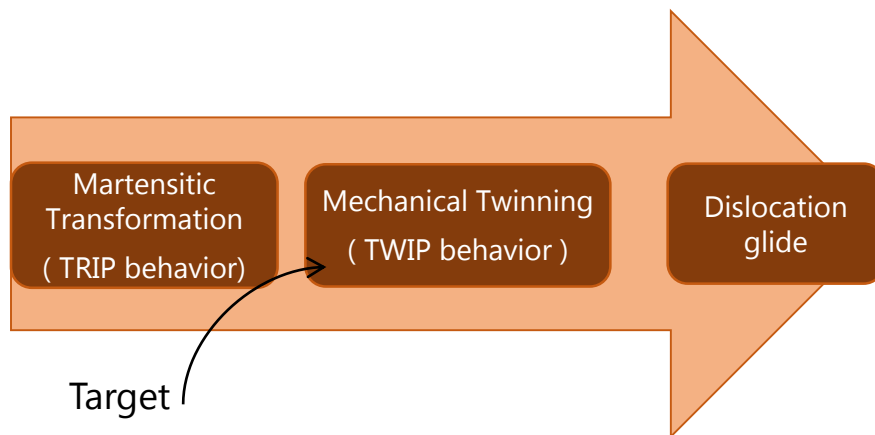 Martensitic
Transformation
( TRIP behavior)
Mechanical Twinning
( TWIP behavior )
Dislocation
glide
Target